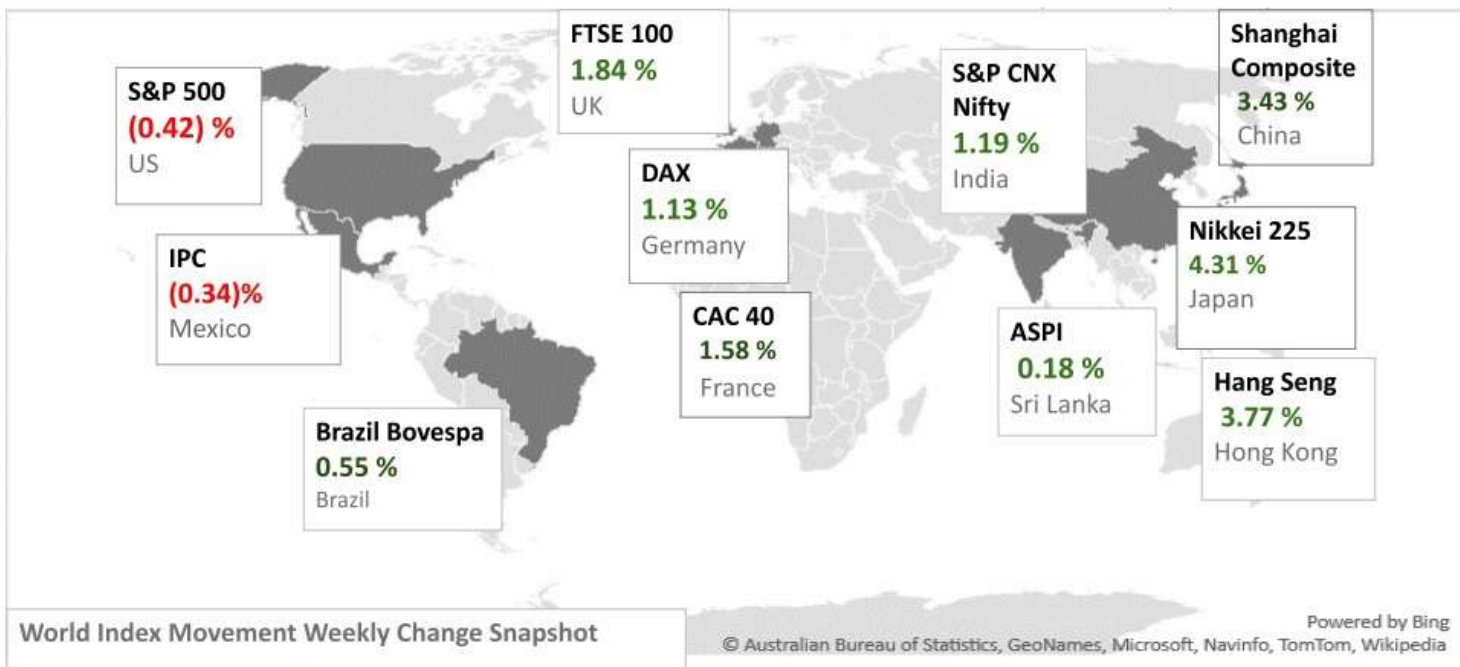 S&P 500
(0.42) %
US
IPC
(0.34)%
Mexico
Brazil Bovespa
0.55 %
Brazil
FTSE 100
1.84 %
UK
DAX
1.13 %
Germany
CAC 40
1.58 %
France
S&P CNX
Nifty
1.19 %
India
ASPI
0.18 %
Sri Lanka
Shanghai
Composite
3.43 %
China
Nikkei 225
4.31 %
Japan
Hang Seng
3.77 %
Hong Kong
World Index Movement Weekly Change Snapshot
Powered by Bing
© Australian Bureau of Statistics, GeoNames, Microsoft, Navinfo, TomTom, Wikipedia